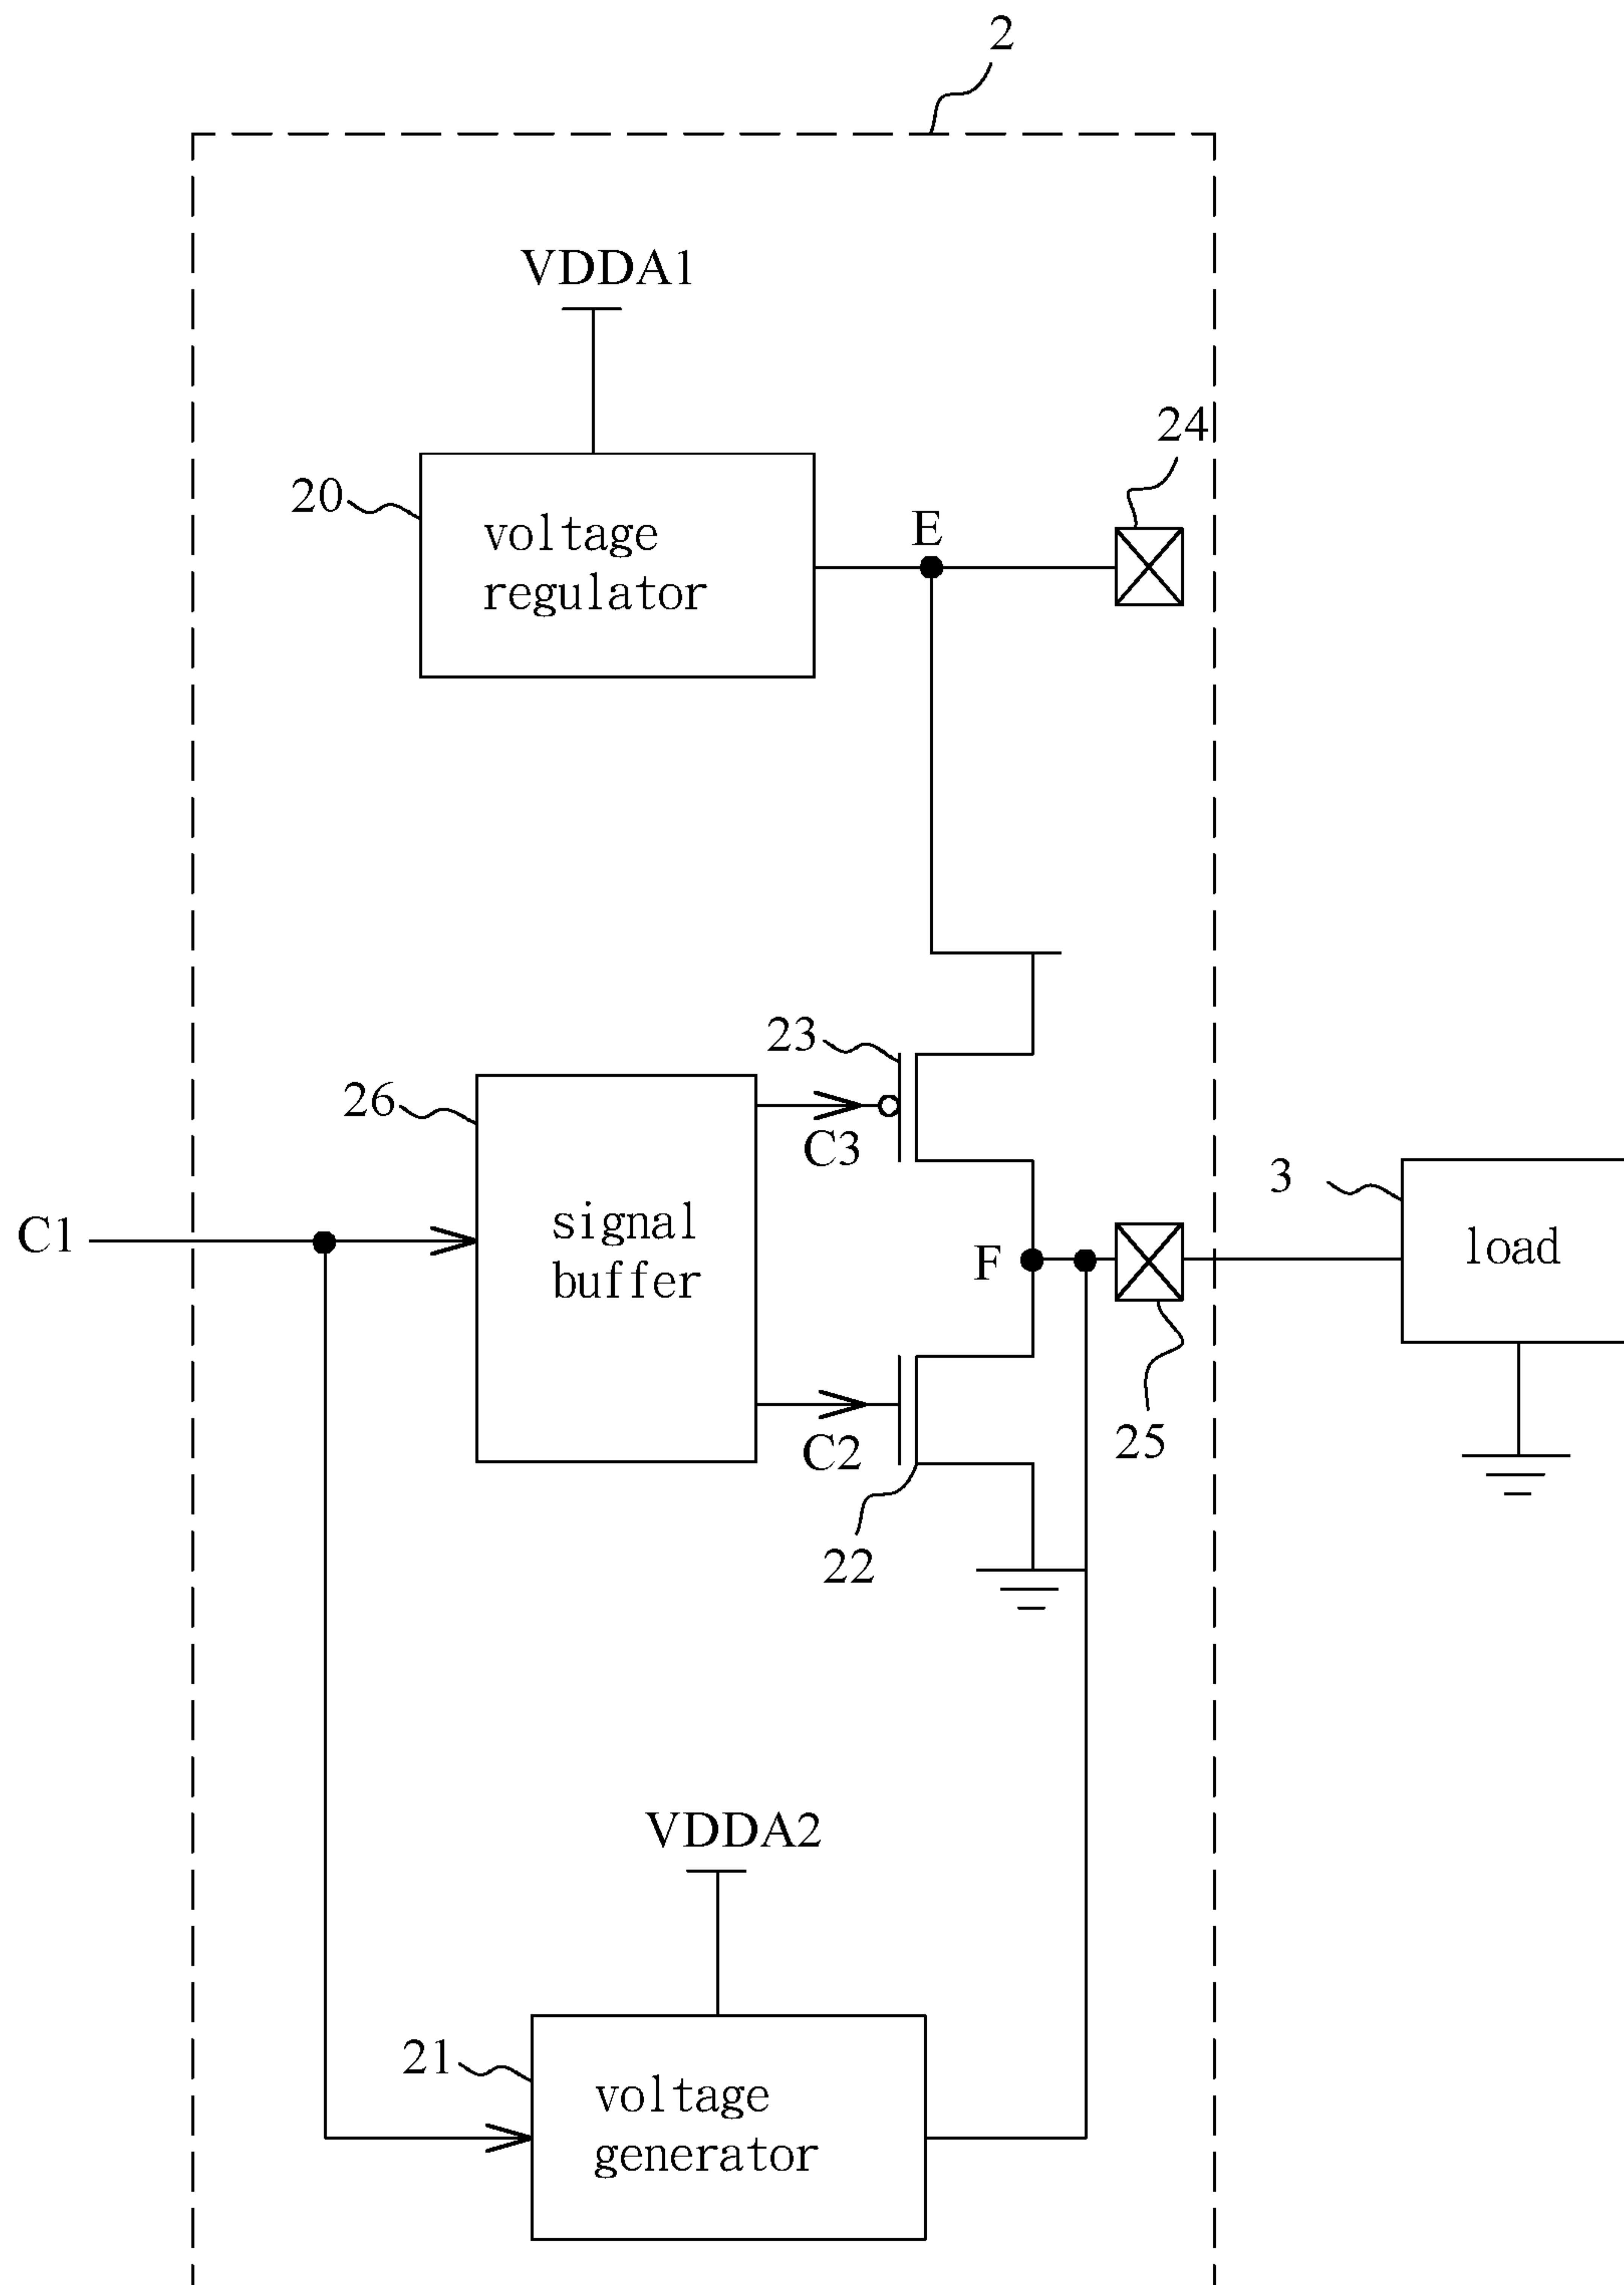 2
VDDA1
24
20
voltage
regulator
E
23
26
C3
3
signal
buffer
C1
load
F
C2
25
22
VDDA2
21
voltage
generator